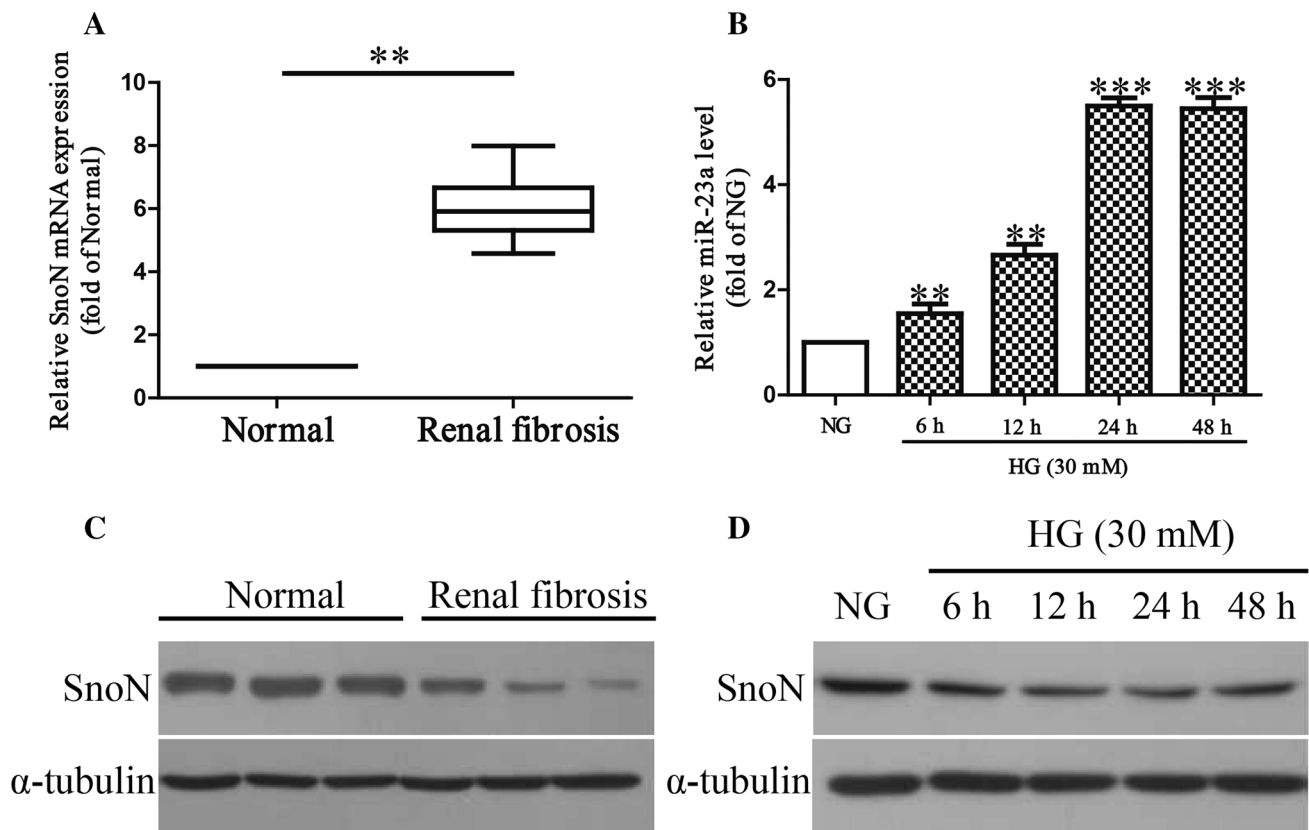 A
Relative SnoN mRNA expression
(fold of Normal)
**
10
8
6
4
2
0
Normal Renal fibrosis
B
Relative miR-23a level
(fold of NG)
6
4
2
0
** ** *** ***
NG 6 h 12 h 24 h 48 h
HG (30 mM)
C
Normal Renal fibrosis
SnoN
α-tubulin
D
HG (30 mM)
NG 6 h 12 h 24 h 48 h
SnoN
α-tubulin